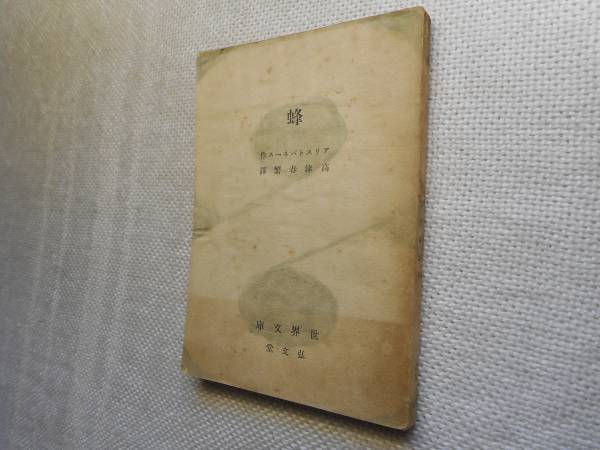 蜂
アリストパネース作
高津春繁譯
世界文庫
弘文堂